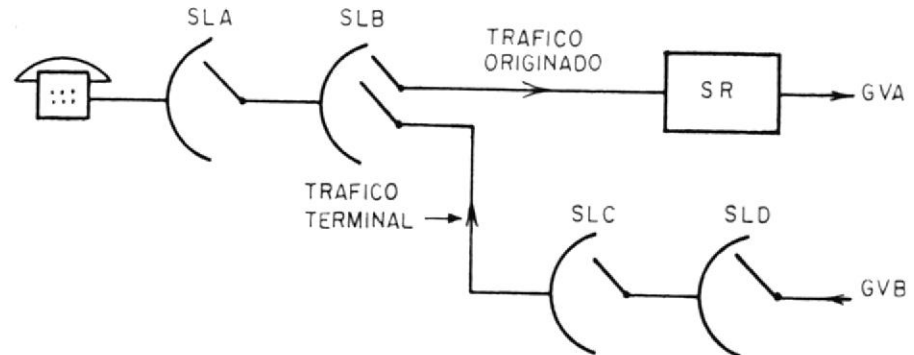 SLA
SLB
TRAFICO
ORIGINADO
SR
GVA
TRAFICO
TERMINAL
SLC
SLD
GVB